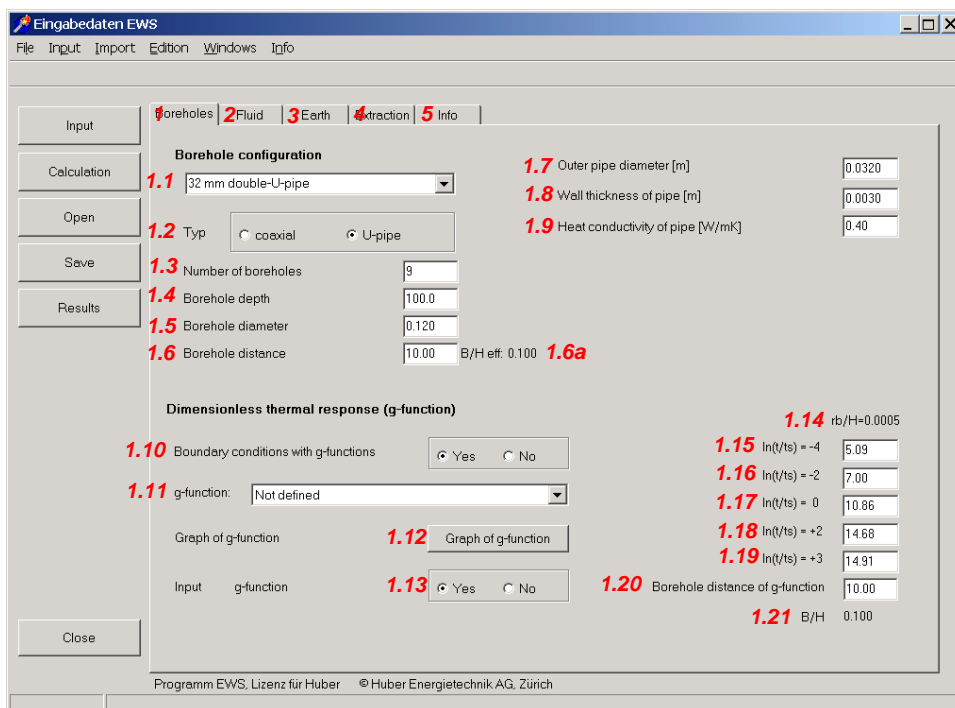 Eingabedaten EWS
File Input Import Edition Windows Info
1 Boreholes 2 Fluid 3 Earth 4 Extraction 5 Info
Input
Calculation
Open
Save
Results
Close
Borehole configuration
1.1 32 mm double-U-pipe
1.2 Typ coaxial U-pipe
1.3 Number of boreholes 9
1.4 Borehole depth 100.0
1.5 Borehole diameter 0.120
1.6 Borehole distance 10.00 B/H eff: 0.100 1.6a
1.7 Outer pipe diameter [m] 0.0320
1.8 Wall thickness of pipe [m] 0.0030
1.9 Heat conductivity of pipe [W/mK] 0.40
Dimensionless thermal response (g-function)
1.10 Boundary conditions with g-functions Yes No
1.11 g-function: Not defined
Graph of g-function 1.12 Graph of g-function
Input g-function 1.13 Yes No
1.14 rb/H=0.0005
1.15 ln(t/ts) = -4 5.09
1.16 ln(t/ts) = -2 7.00
1.17 ln(t/ts) = 0 10.86
1.18 ln(t/ts) = +2 14.68
1.19 ln(t/ts) = +3 14.91
1.20 Borehole distance of g-function 10.00
1.21 B/H 0.100
Programm EWS, Lizenz für Huber © Huber Energietechnik AG, Zürich